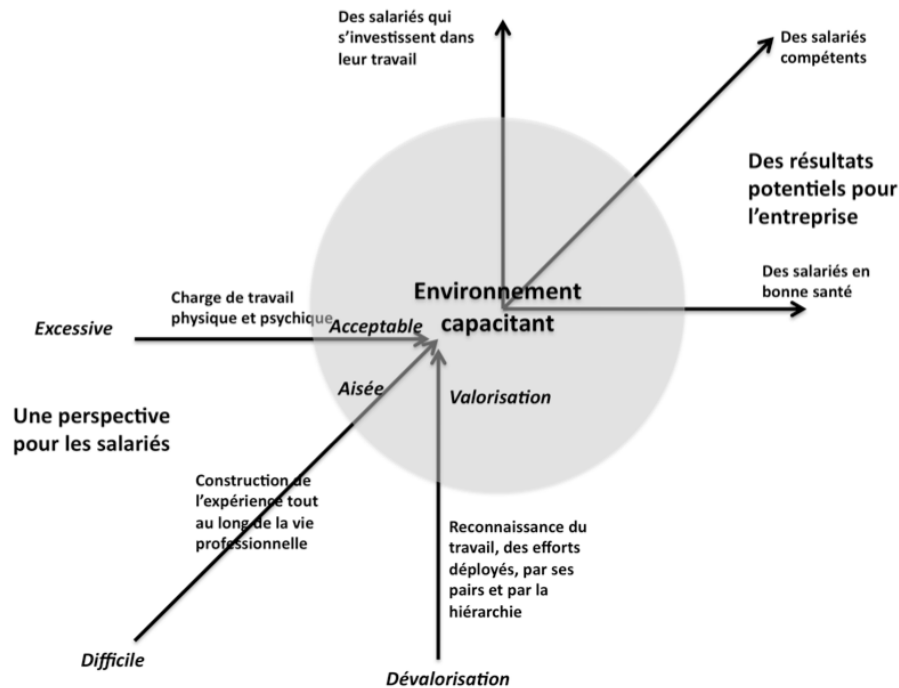 Des salariés qui
s'investissent dans
leur travail
Des salariés
compétents
Des résultats
potentiels pour
l'entreprise
Des salariés en
bonne santé
Environnement
capacitant
Charge de travail
physique et psychique
Excessive
Acceptable
Aisée
Valorisation
Une perspective
pour les salariés
Construction de
l'expérience tout
au long de la vie
professionnelle
Reconnaissance du
travail, des efforts
déployés, par ses
pairs et par la
hiérarchie
Difficile
Dévalorisation